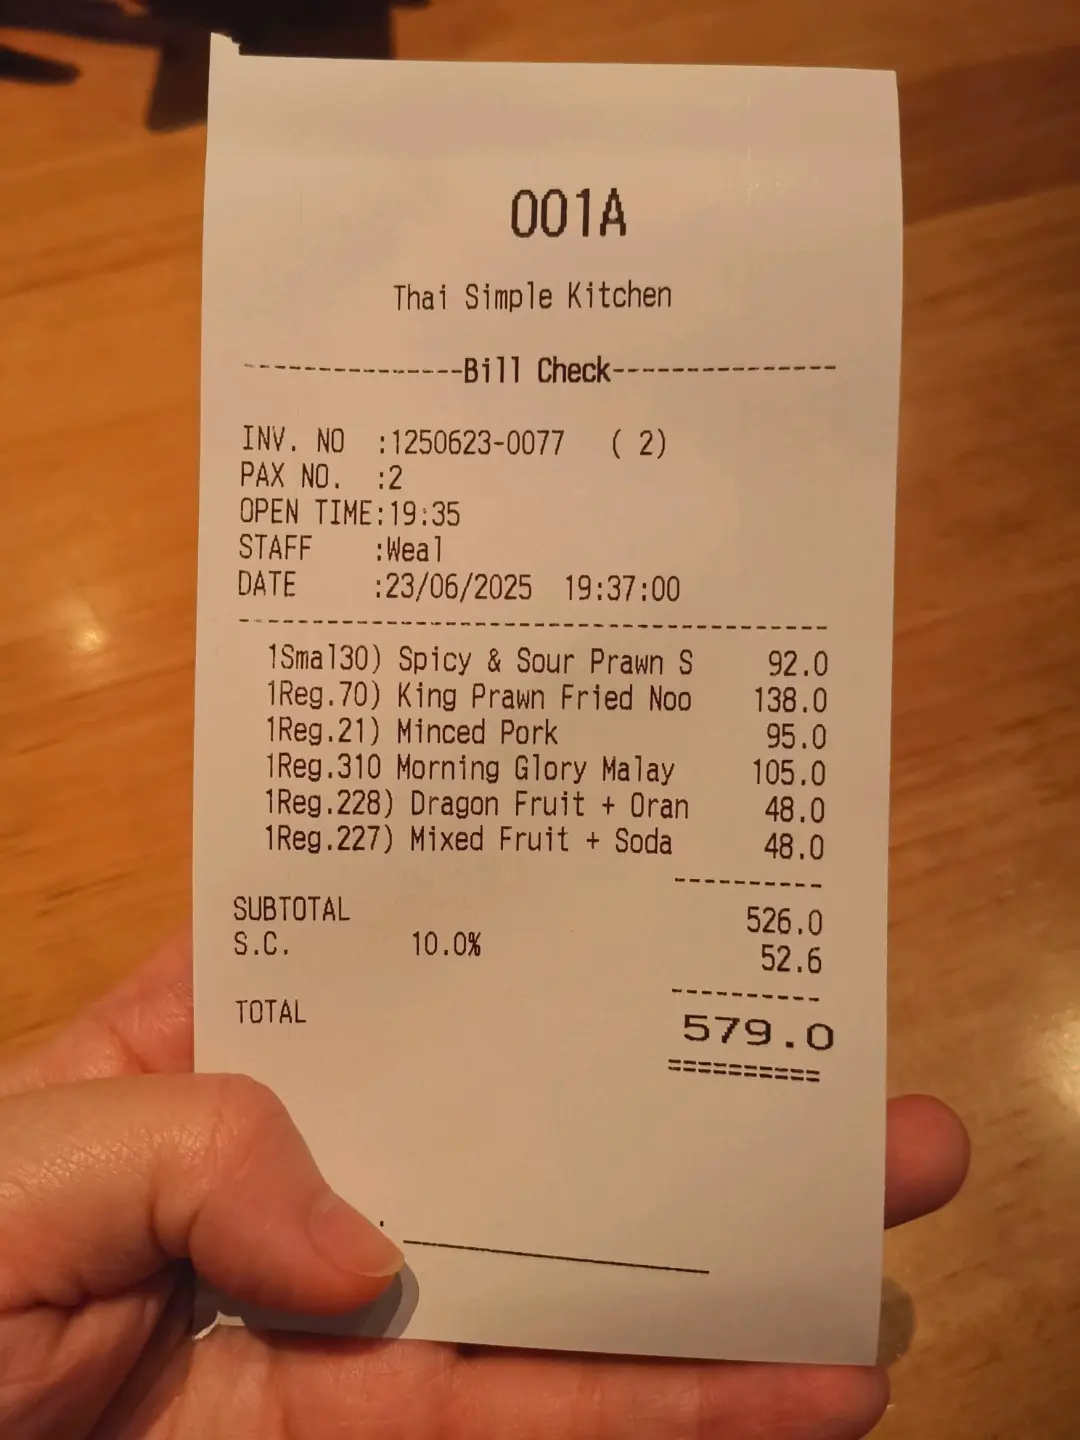 001A
Thai Simple Kitchen
---------------Bill Check---------------
INV. NO :1250623-0077 ( 2)
PAX NO. :2
OPEN TIME:19:35
STAFF :Weal
DATE :23/06/2025 19:37:00
----------------------------------------
1Smal30) Spicy & Sour Prawn S 92.0
1Reg.70) King Prawn Fried Noo 138.0
1Reg.21) Minced Pork 95.0
1Reg.310 Morning Glory Malay 105.0
1Reg.228) Dragon Fruit + Oran 48.0
1Reg.227) Mixed Fruit + Soda 48.0
----------
SUBTOTAL 526.0
S.C. 10.0% 52.6
----------
TOTAL 579.0
==========